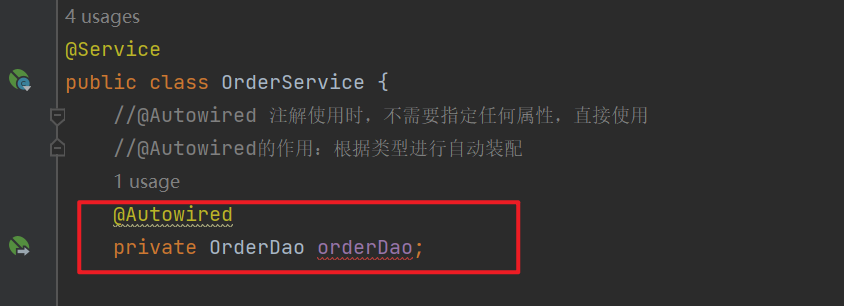 4 usages
@Service
public class OrderService {
//@Autowired 注解使用时，不需要指定任何属性，直接使用
//@Autowired的作用：根据类型进行自动装配
1 usage
@Autowired
private OrderDao orderDao;